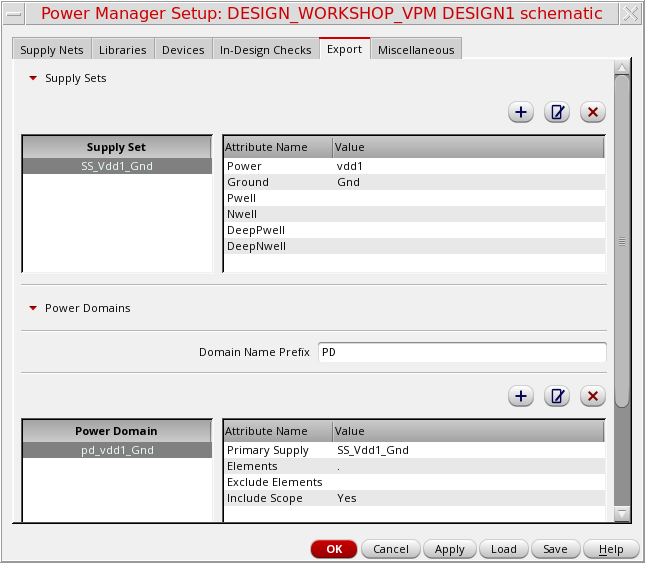 Power Manager Setup: DESIGN_WORKSHOP_VPM DESIGN1 schematic
Supply Nets Libraries Devices In-Design Checks Export Miscellaneous
Supply Sets
Supply Set Attribute Name Value
SS_Vdd1_Gnd Power vdd1
Ground Gnd
Pwell
Nwell
DeepPwell
DeepNwell
Power Domains
Domain Name Prefix PD
Power Domain Attribute Name Value
pd_vdd1_Gnd Primary Supply SS_Vdd1_Gnd
Elements .
Exclude Elements
Include Scope Yes
OK Cancel Apply Load Save Help